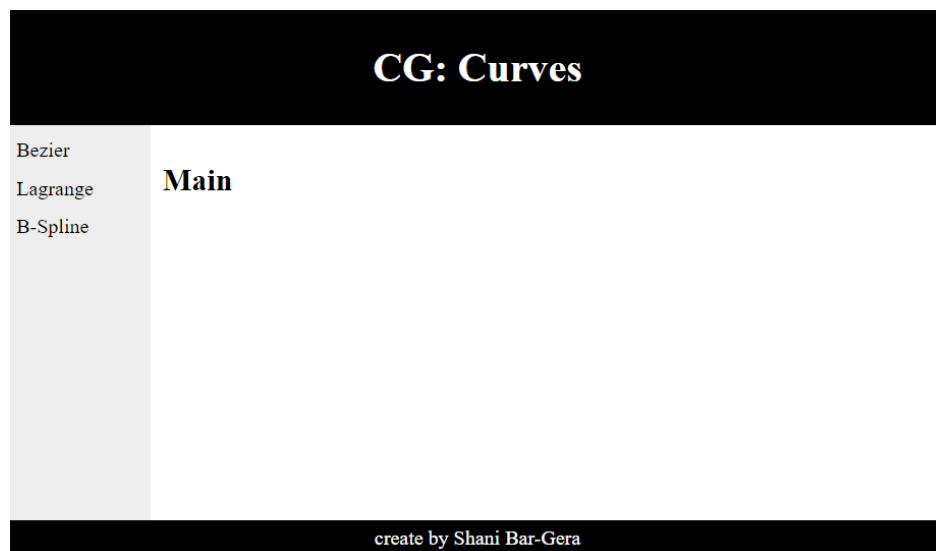 CG: Curves
Bezier
Lagrange
B-Spline
Main
create by Shani Bar-Gera